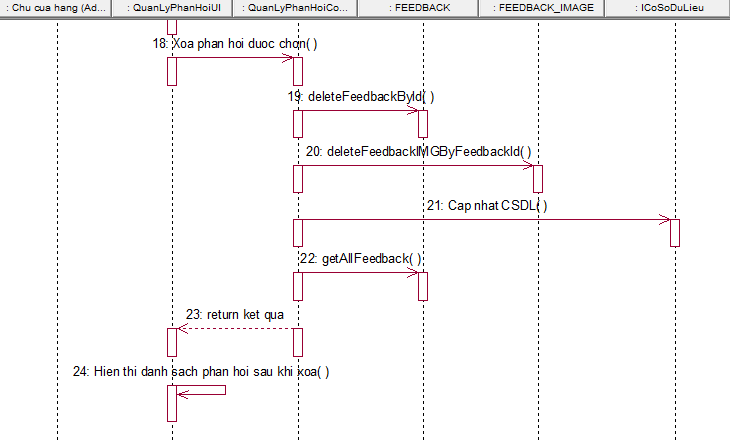 : Chu cua hang (Ad...
: QuanLyPhanHoiUI
: QuanLyPhanHoiCo...
: FEEDBACK
: FEEDBACK_IMAGE
: ICoSoDuLieu
18: Xoa phan hoi duoc chon( )
19: deleteFeedbackById( )
20: deleteFeedbackIMGByFeedbackId( )
21: Cap nhat CSDL( )
22: getAllFeedback( )
23: return ket qua
24: Hien thi danh sach phan hoi sau khi xoa( )